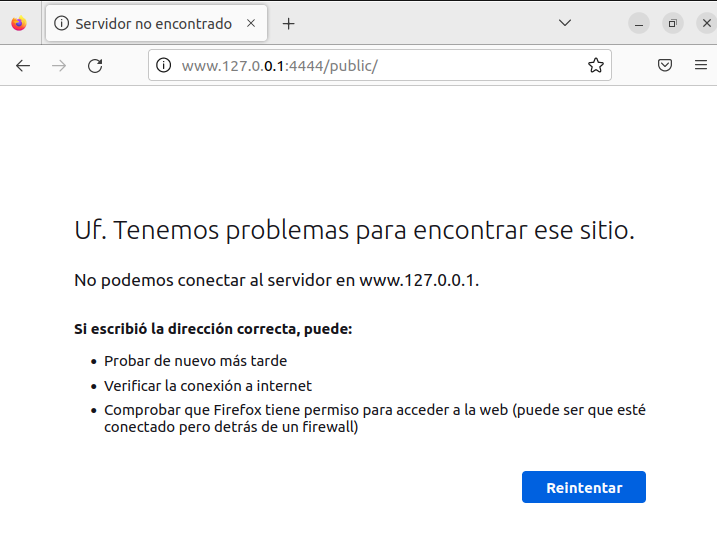 Servidor no encontrado
www.127.0.0.1:4444/public/
Uf. Tenemos problemas para encontrar ese sitio.
No podemos conectar al servidor en www.127.0.0.1.
Si escribió la dirección correcta, puede:
Probar de nuevo más tarde
Verificar la conexión a internet
Comprobar que Firefox tiene permiso para acceder a la web (puede ser que esté
conectado pero detrás de un firewall)
Reintentar